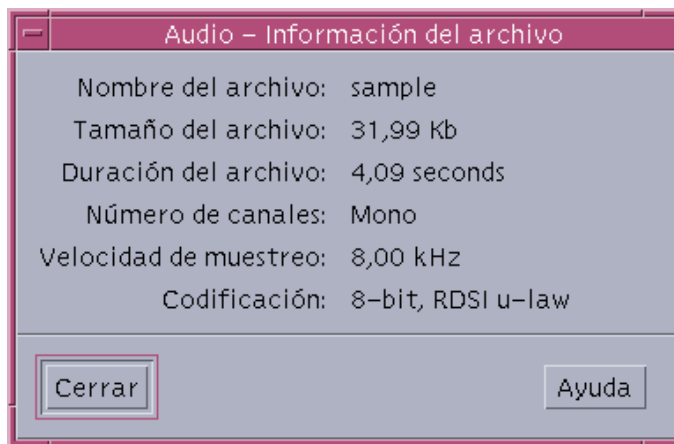 Audio – Información del archivo
Nombre del archivo: sample
Tamaño del archivo: 31,99 Kb
Duración del archivo: 4,09 seconds
Número de canales: Mono
Velocidad de muestreo: 8,00 kHz
Codificación: 8–bit, RDSI u–law
Cerrar Ayuda